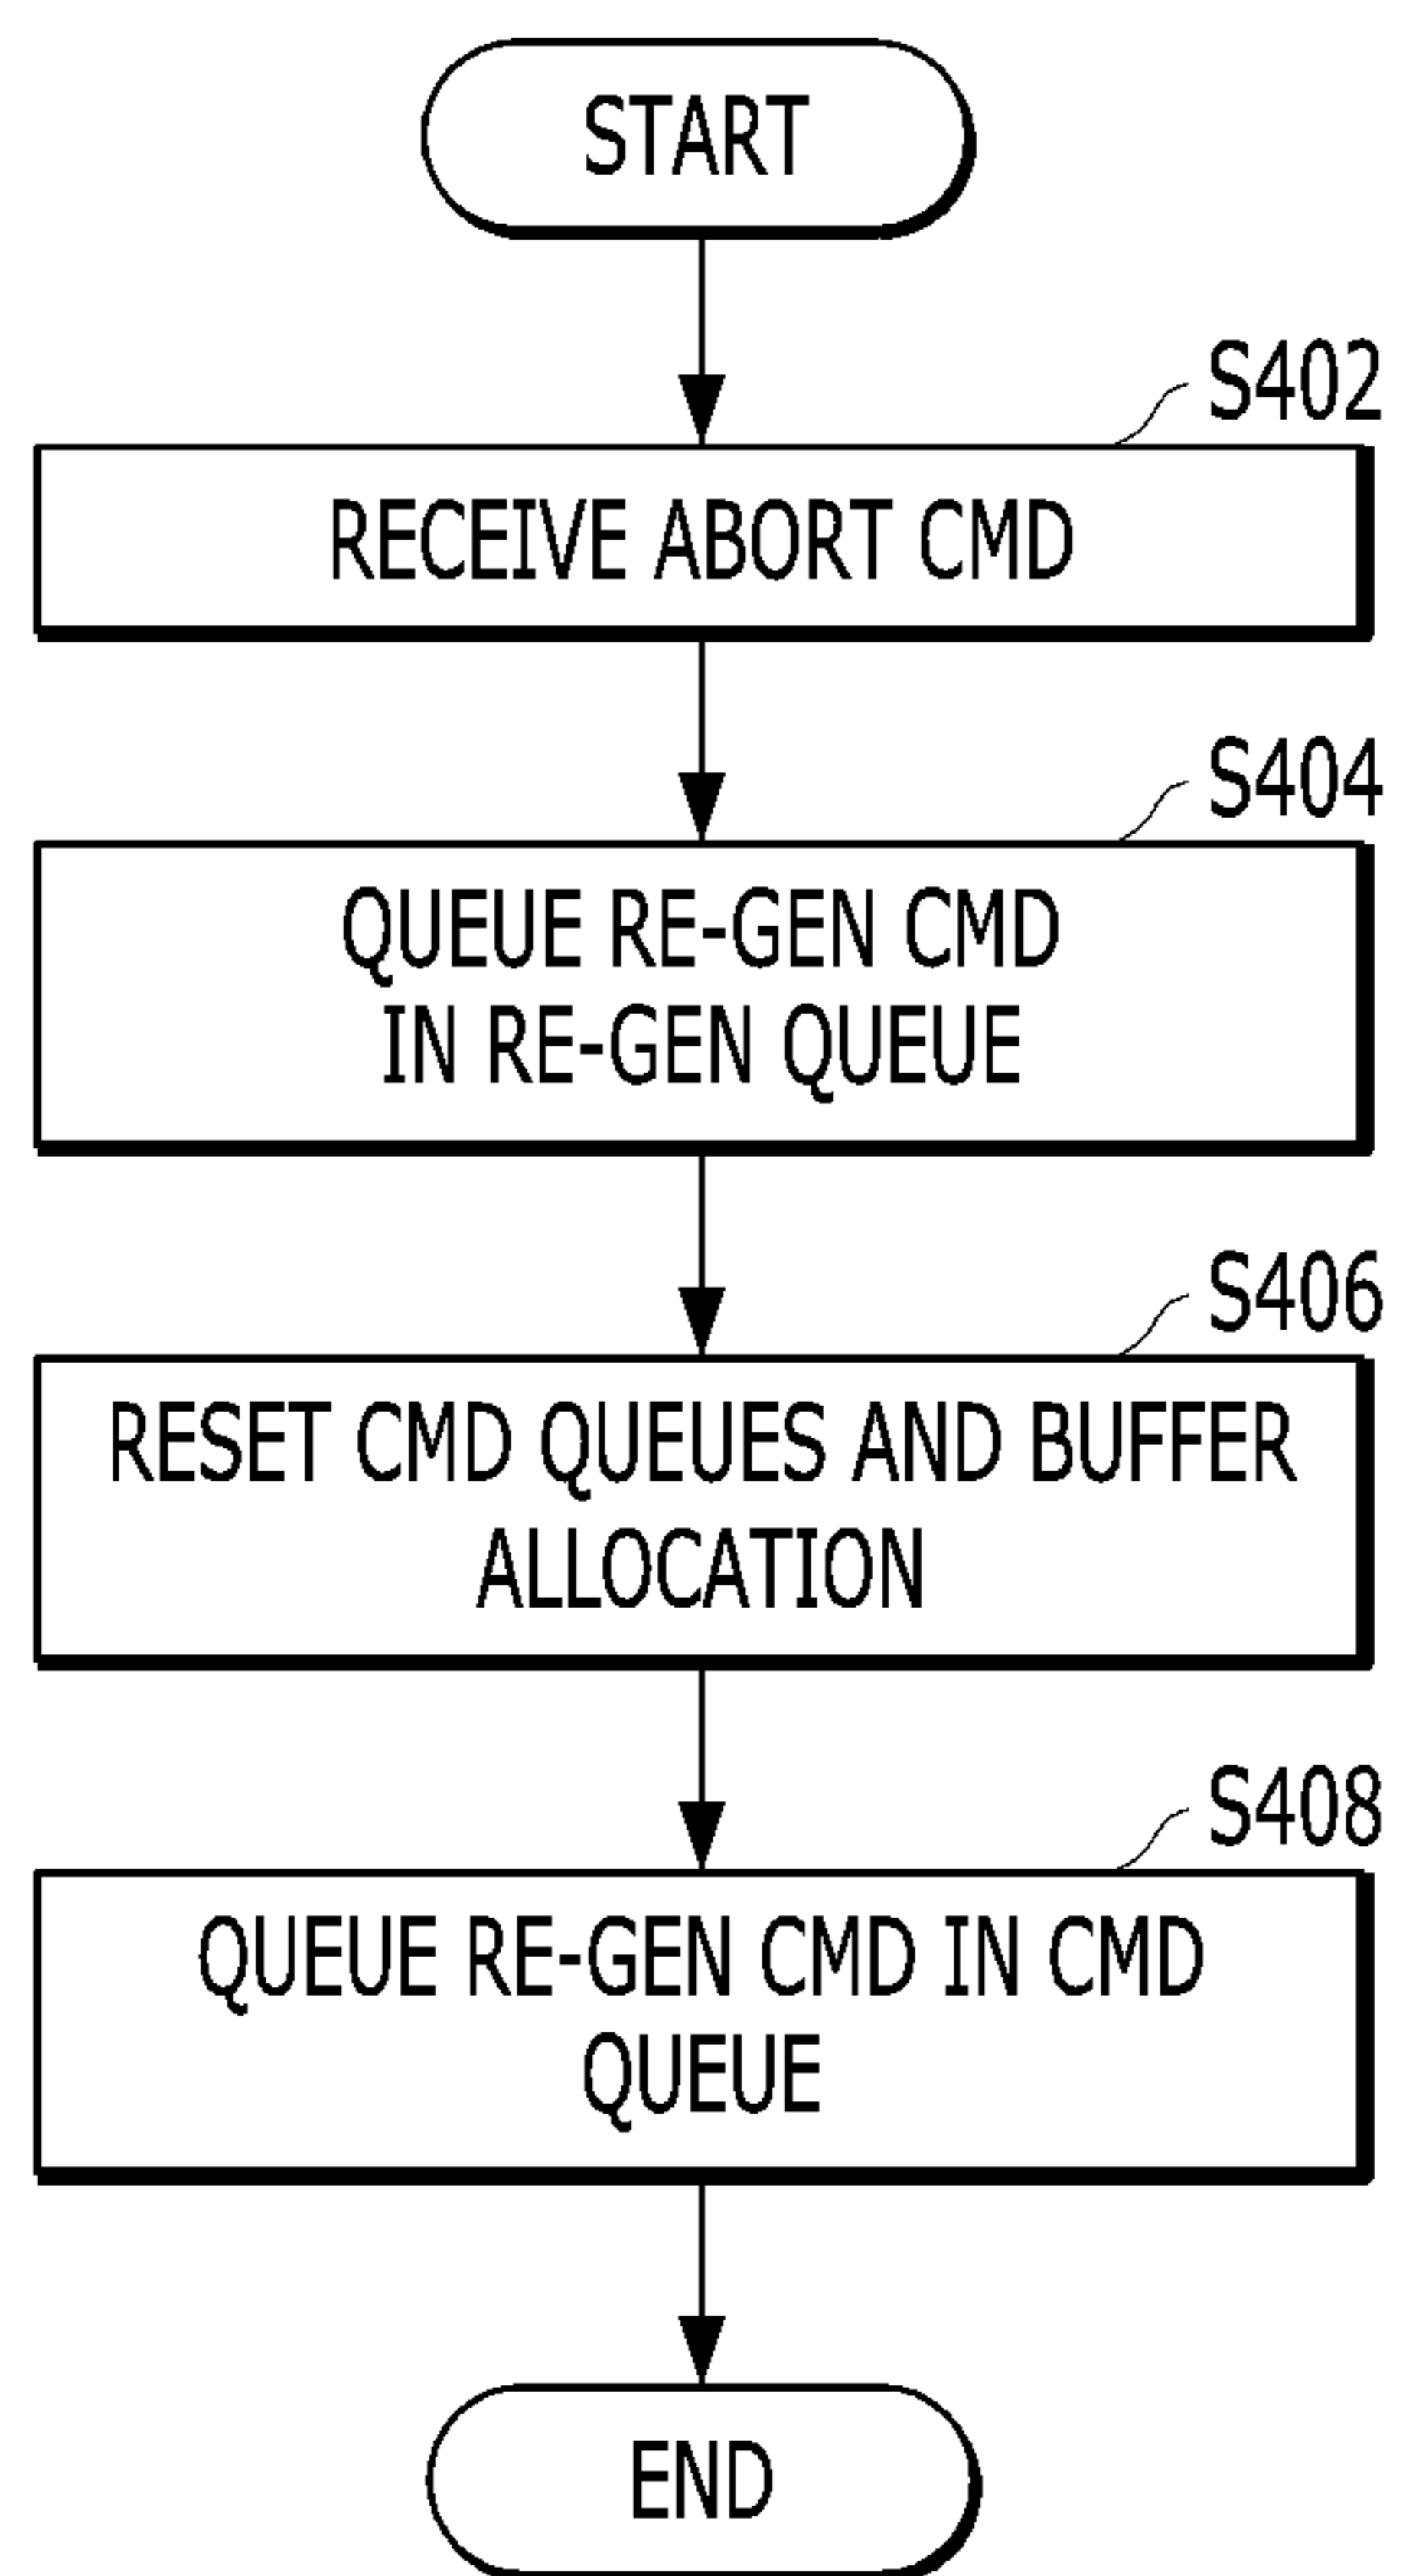 START
S402
RECEIVE ABORT CMD
S404
QUEUE RE-GEN CMD
IN RE-GEN QUEUE
S406
RESET CMD QUEUES AND BUFFER
ALLOCATION
S408
QUEUE RE-GEN CMD IN CMD
QUEUE
END